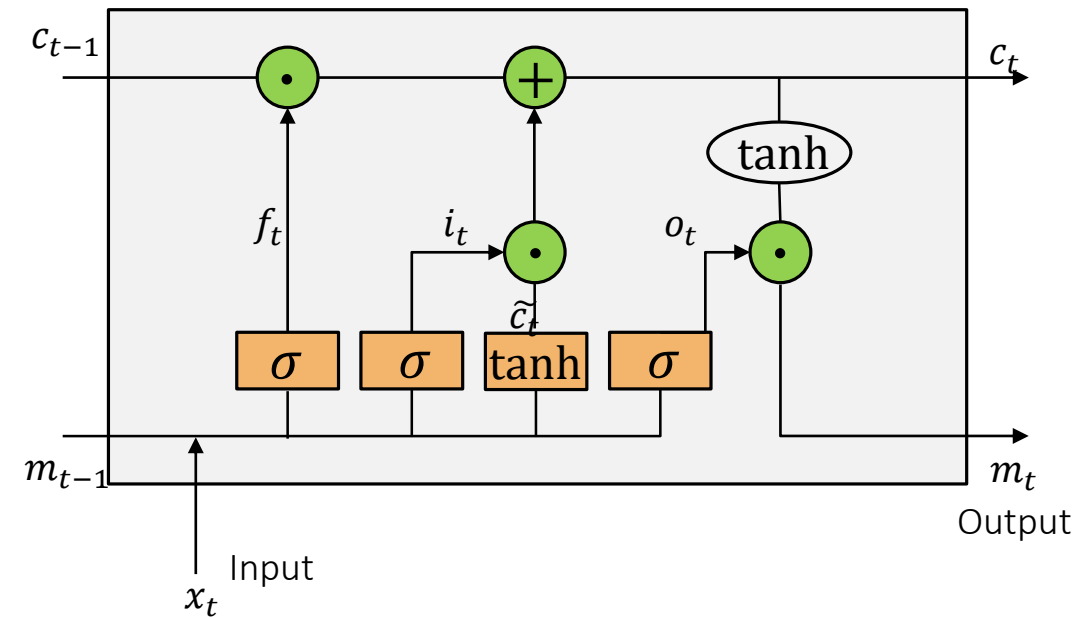 c_{t−1}
c_t
·
+
tanh
f_t
i_t
·
o_t
·
c̃_t
σ
σ
tanh
σ
m_{t−1}
m_t
Output
Input
x_t